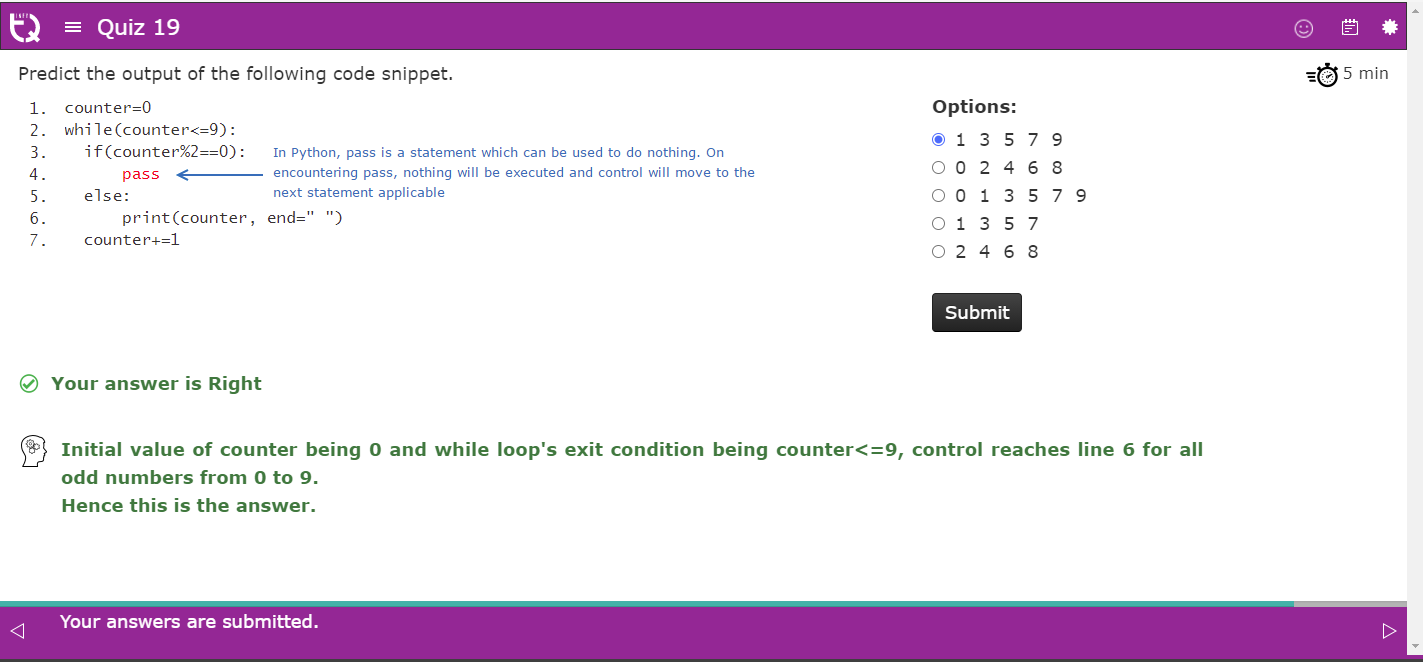 Quiz 19
Predict the output of the following code snippet.
5 min
1. counter=0
2. while(counter<=9):
3. if(counter%2==0):
4. pass
5. else:
6. print(counter, end=" ")
7. counter+=1
In Python, pass is a statement which can be used to do nothing. On
encountering pass, nothing will be executed and control will move to the
next statement applicable
Options:
1 3 5 7 9
0 2 4 6 8
0 1 3 5 7 9
1 3 5 7
2 4 6 8
Submit
Your answer is Right
Initial value of counter being 0 and while loop's exit condition being counter<=9, control reaches line 6 for all
odd numbers from 0 to 9.
Hence this is the answer.
Your answers are submitted.